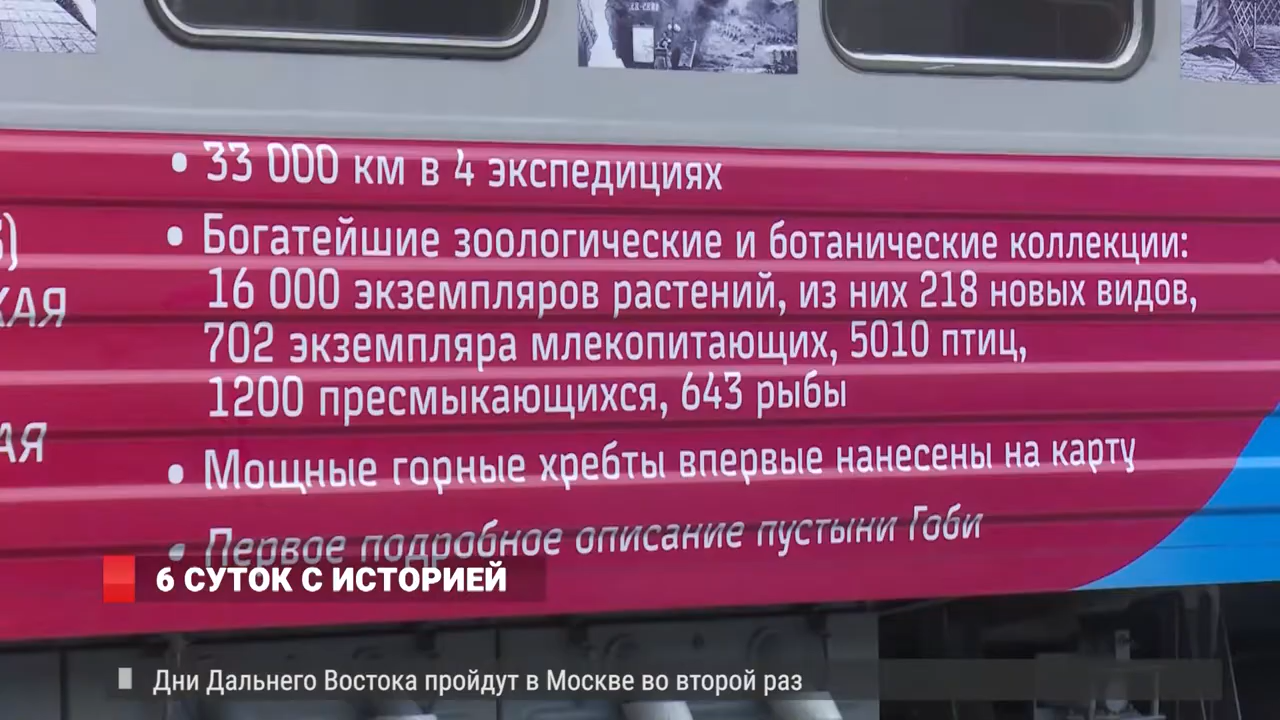 • 33 000 км в 4 экспедициях
• Богатейшие зоологические и ботанические коллекции:
16 000 экземпляров растений, из них 218 новых видов,
702 экземпляра млекопитающих, 5010 птиц,
1200 пресмыкающихся, 643 рыбы
• Мощные горные хребты впервые нанесены на карту
• Первое подробное описание пустыни Гоби
6 СУТОК С ИСТОРИЕЙ
Дни Дальнего Востока пройдут в Москве во второй раз